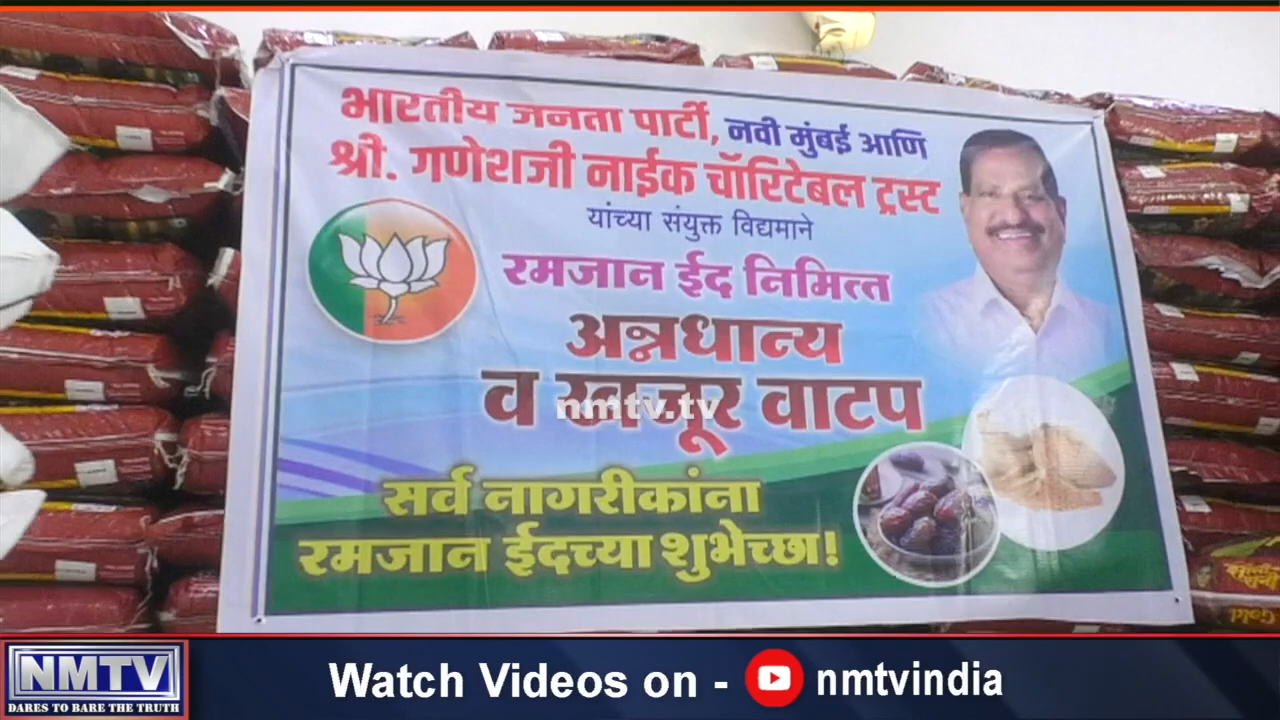 भारतीय जनता पार्टी, नवी मुंबई आणि
श्री. गणेशजी नाईक चॅारिटेबल ट्रस्ट
यांच्या संयुक्त विद्यमाने
रमजान ईद निमित्त
अन्नधान्य
व खजूर वाटप
nmtv.tv
सर्व नागरीकांना
रमजान ईदच्या शुभेच्छा!
Gold
NMTV
DARES TO BARE THE TRUTH
Watch Videos on - nmtvindia